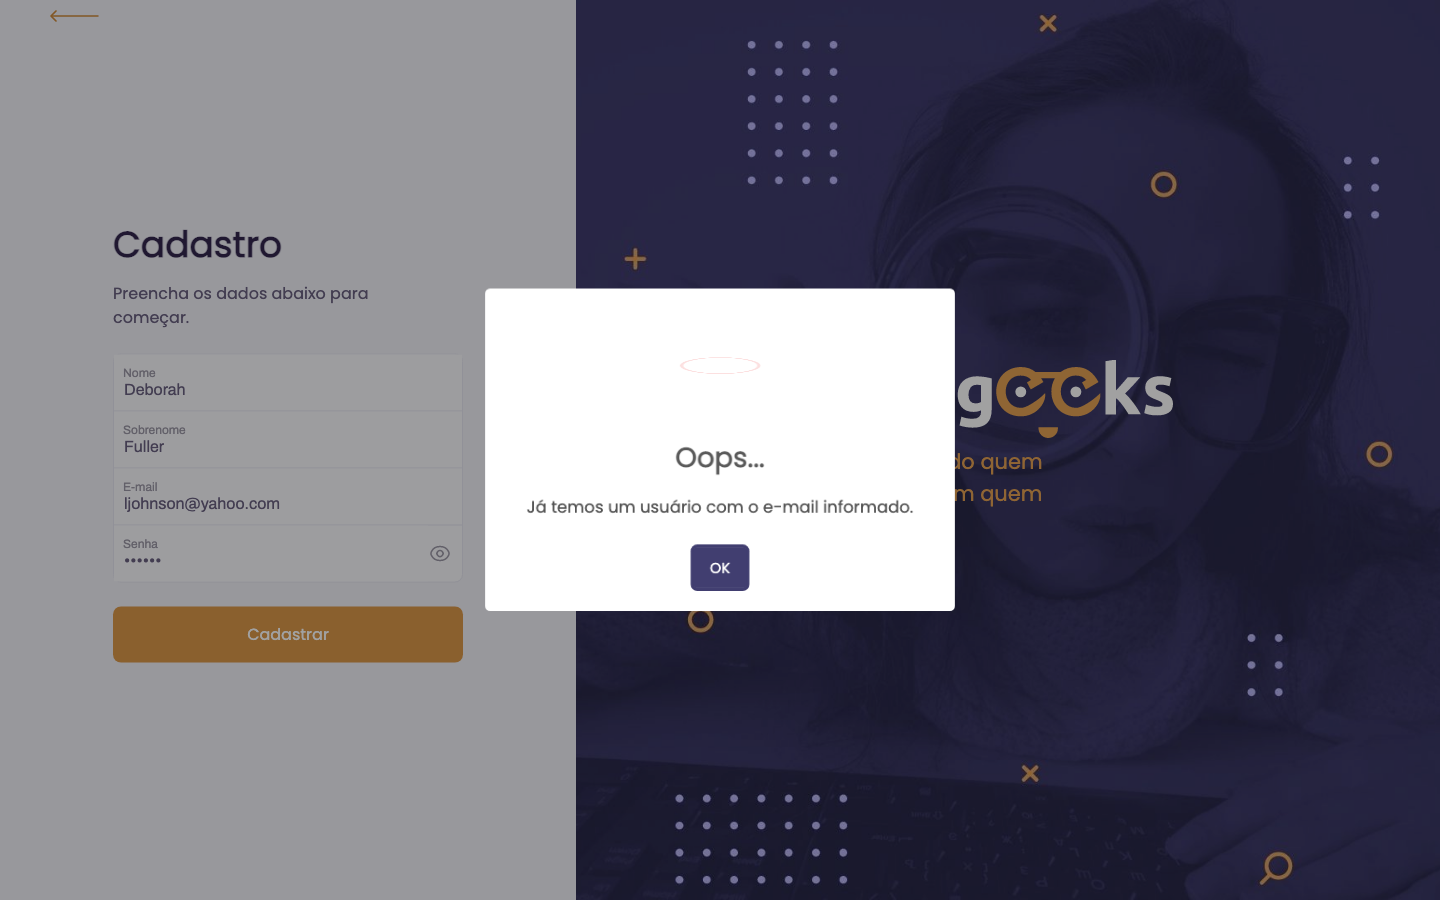 Cadastro
Preencha os dados abaixo para
começar.
Nome
Deborah
Sobrenome
Fuller
E-mail
ljohnson@yahoo.com
Senha
••••••
Cadastrar
Oops...
Já temos um usuário com o e-mail informado.
OK
geeks
do quem
m quem